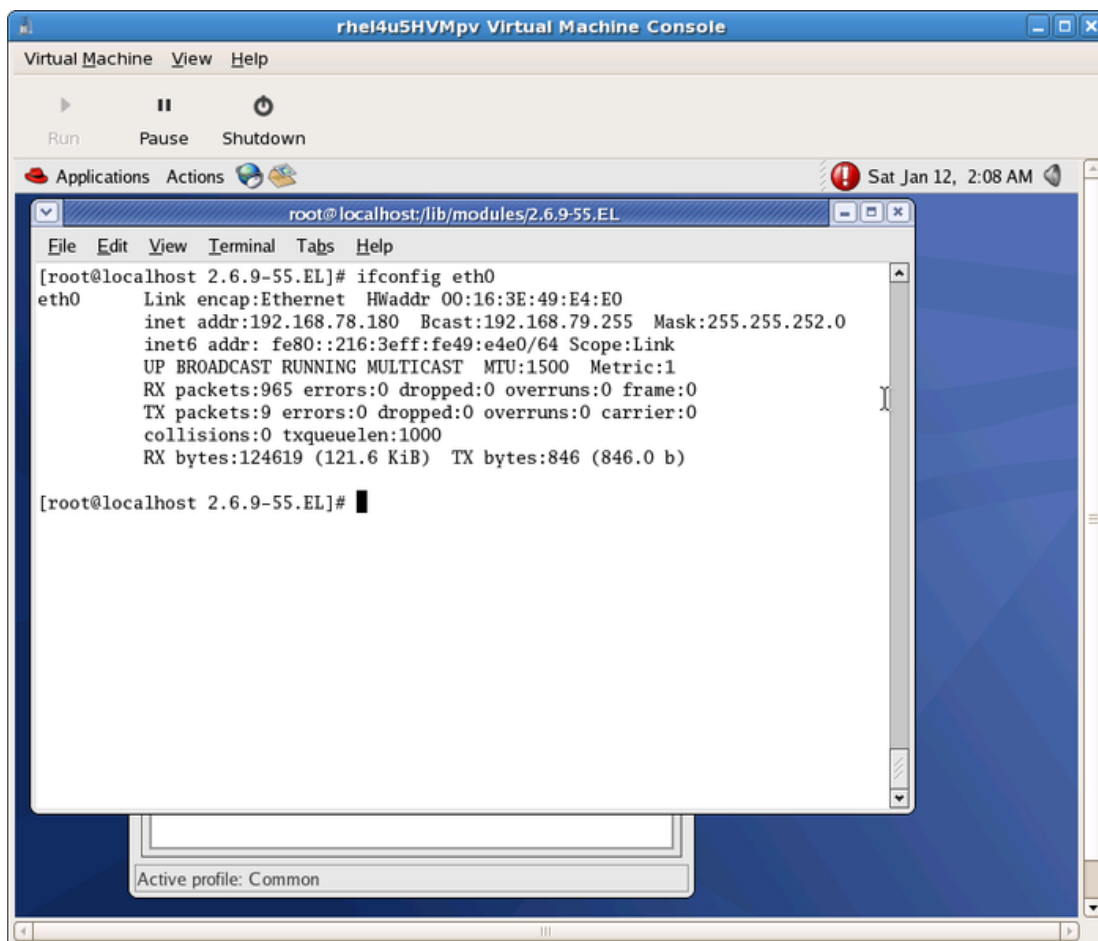 rhel4u5HVMpv Virtual Machine Console
Virtual Machine View Help
Run Pause Shutdown
Applications Actions Sat Jan 12, 2:08 AM
root@localhost:/lib/modules/2.6.9-55.EL
File Edit View Terminal Tabs Help
[root@localhost 2.6.9-55.EL]# ifconfig eth0
eth0 Link encap:Ethernet HWaddr 00:16:3E:49:E4:E0
inet addr:192.168.78.180 Bcast:192.168.79.255 Mask:255.255.252.0
inet6 addr: fe80::216:3eff:fe49:e4e0/64 Scope:Link
UP BROADCAST RUNNING MULTICAST MTU:1500 Metric:1
RX packets:965 errors:0 dropped:0 overruns:0 frame:0
TX packets:9 errors:0 dropped:0 overruns:0 carrier:0
collisions:0 txqueuelen:1000
RX bytes:124619 (121.6 KiB) TX bytes:846 (846.0 b)
[root@localhost 2.6.9-55.EL]#
Active profile: Common